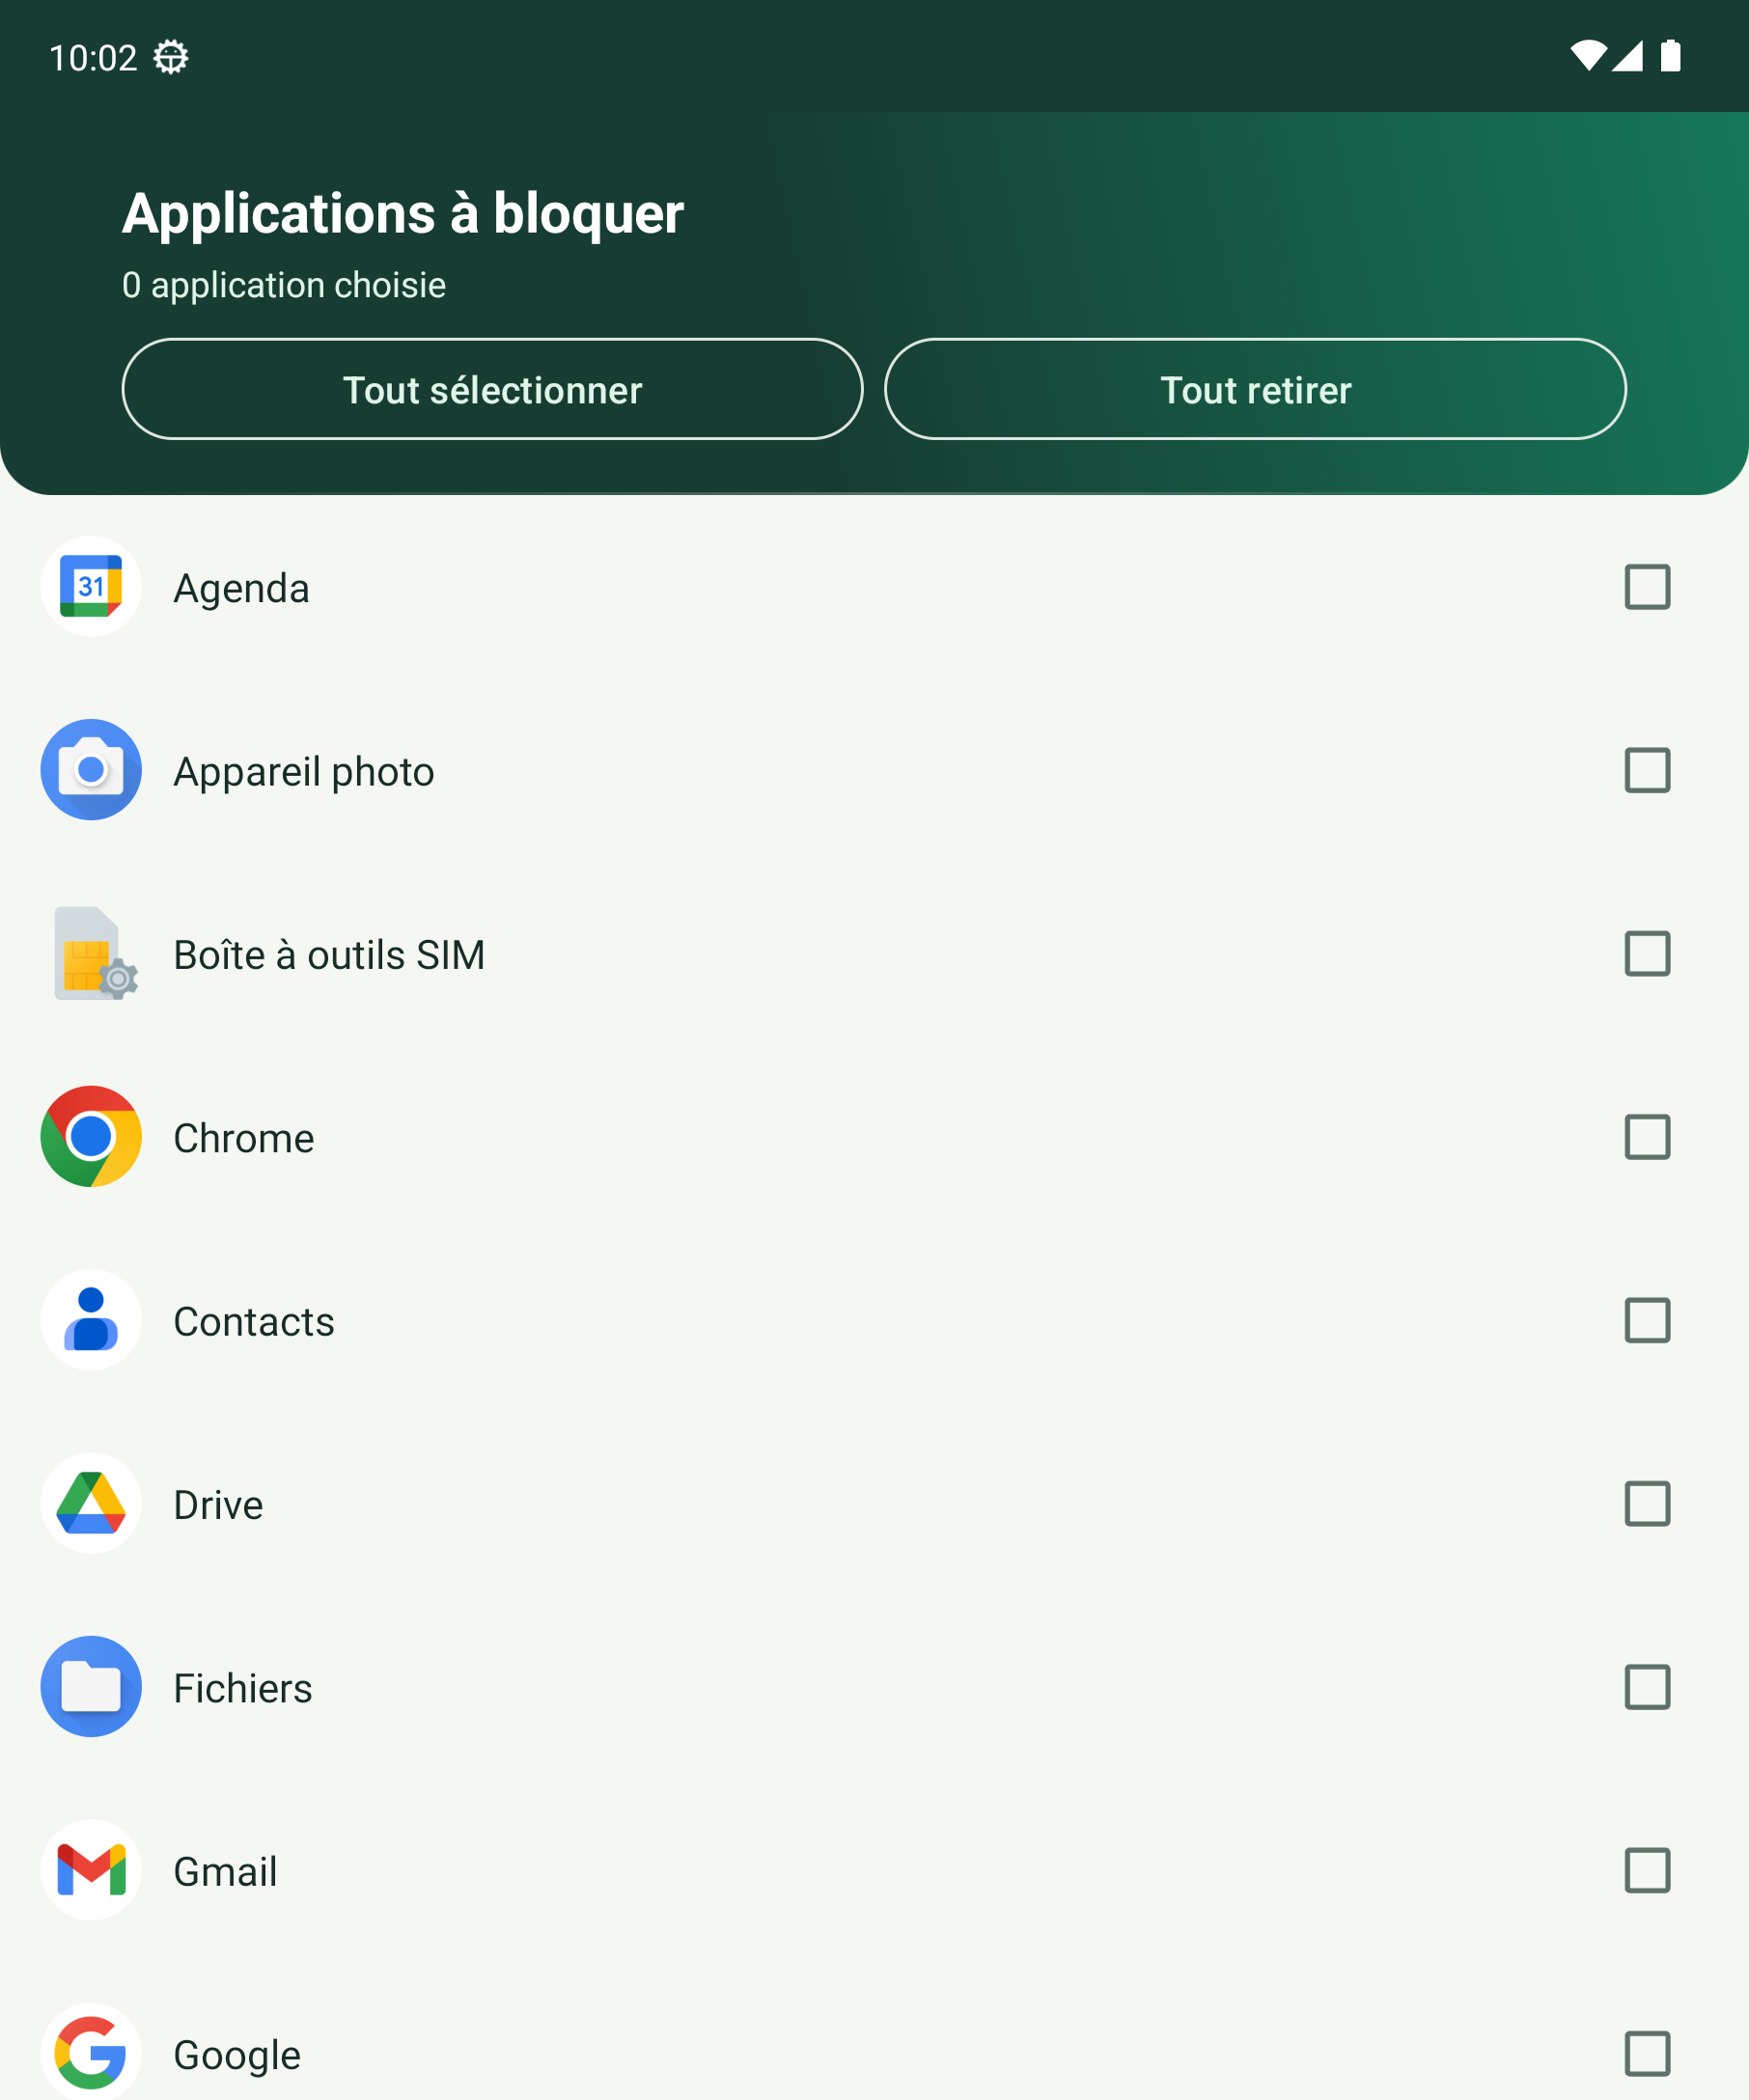 10:02
Applications à bloquer
0 application choisie
Tout sélectionner
Tout retirer
31
Agenda
Appareil photo
Boîte à outils SIM
Chrome
Contacts
Drive
Fichiers
Gmail
Google